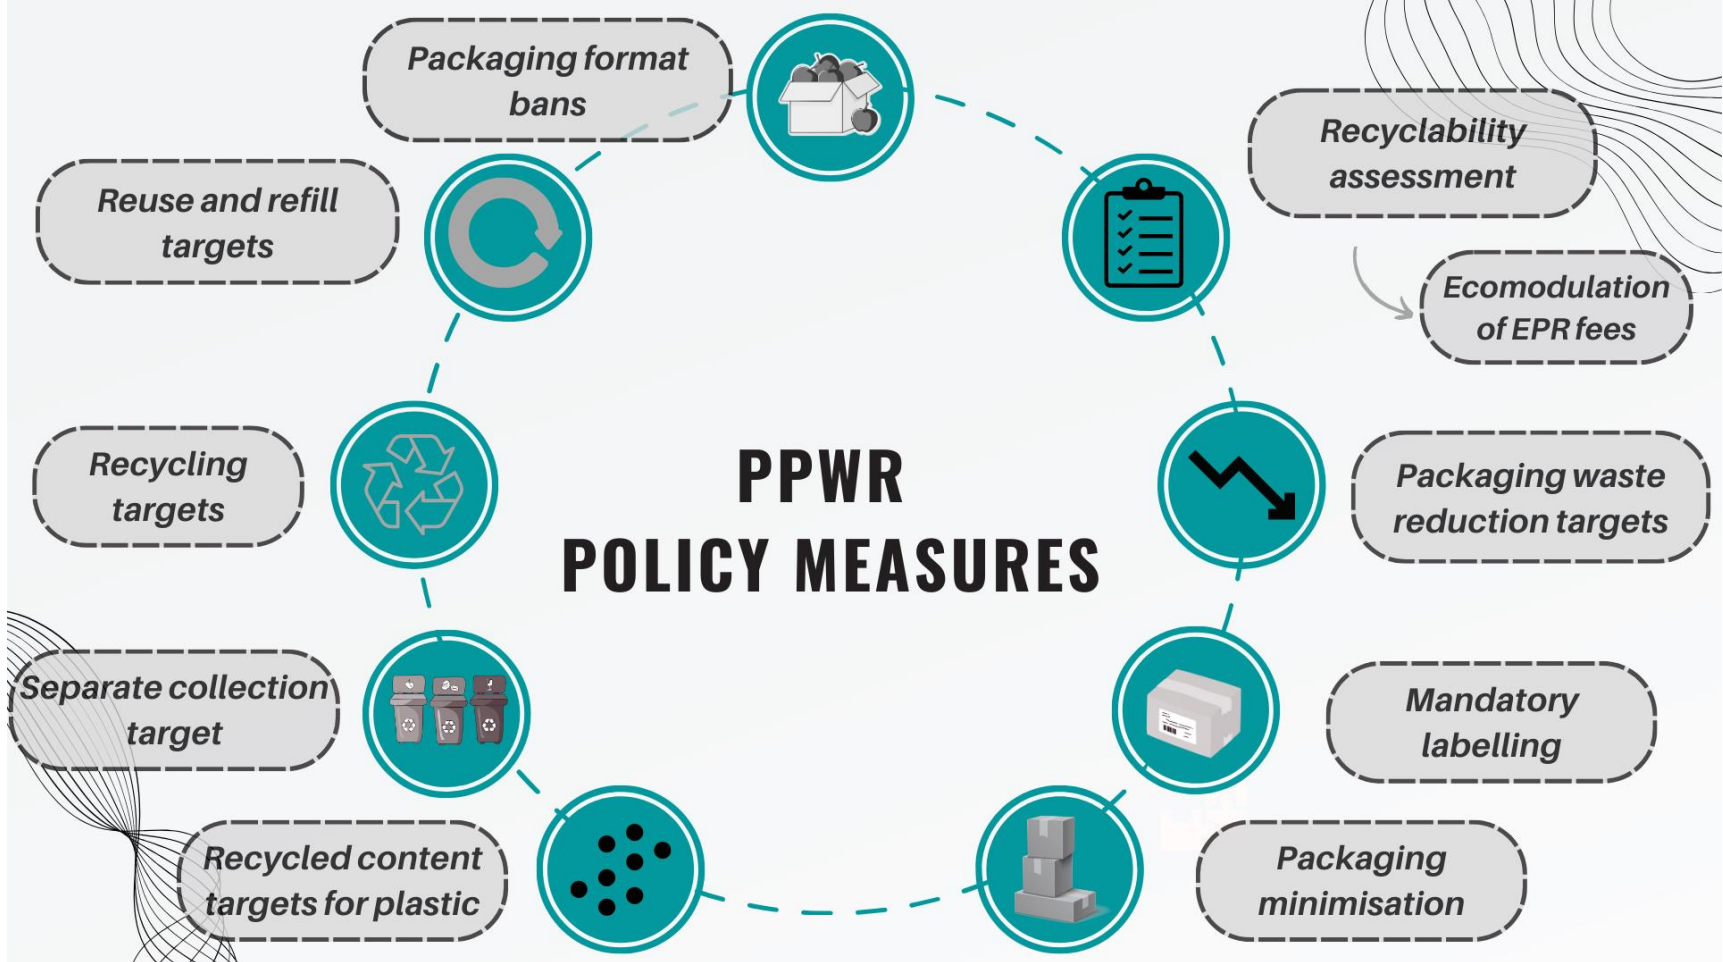 Packaging format
bans
Recyclability
assessment
Ecomodulation
of EPR fees
Reuse and refill
targets
Recycling
targets
PPWR
POLICY MEASURES
Packaging waste
reduction targets
Separate collection
target
Mandatory
labelling
Recycled content
targets for plastic
Packaging
minimisation